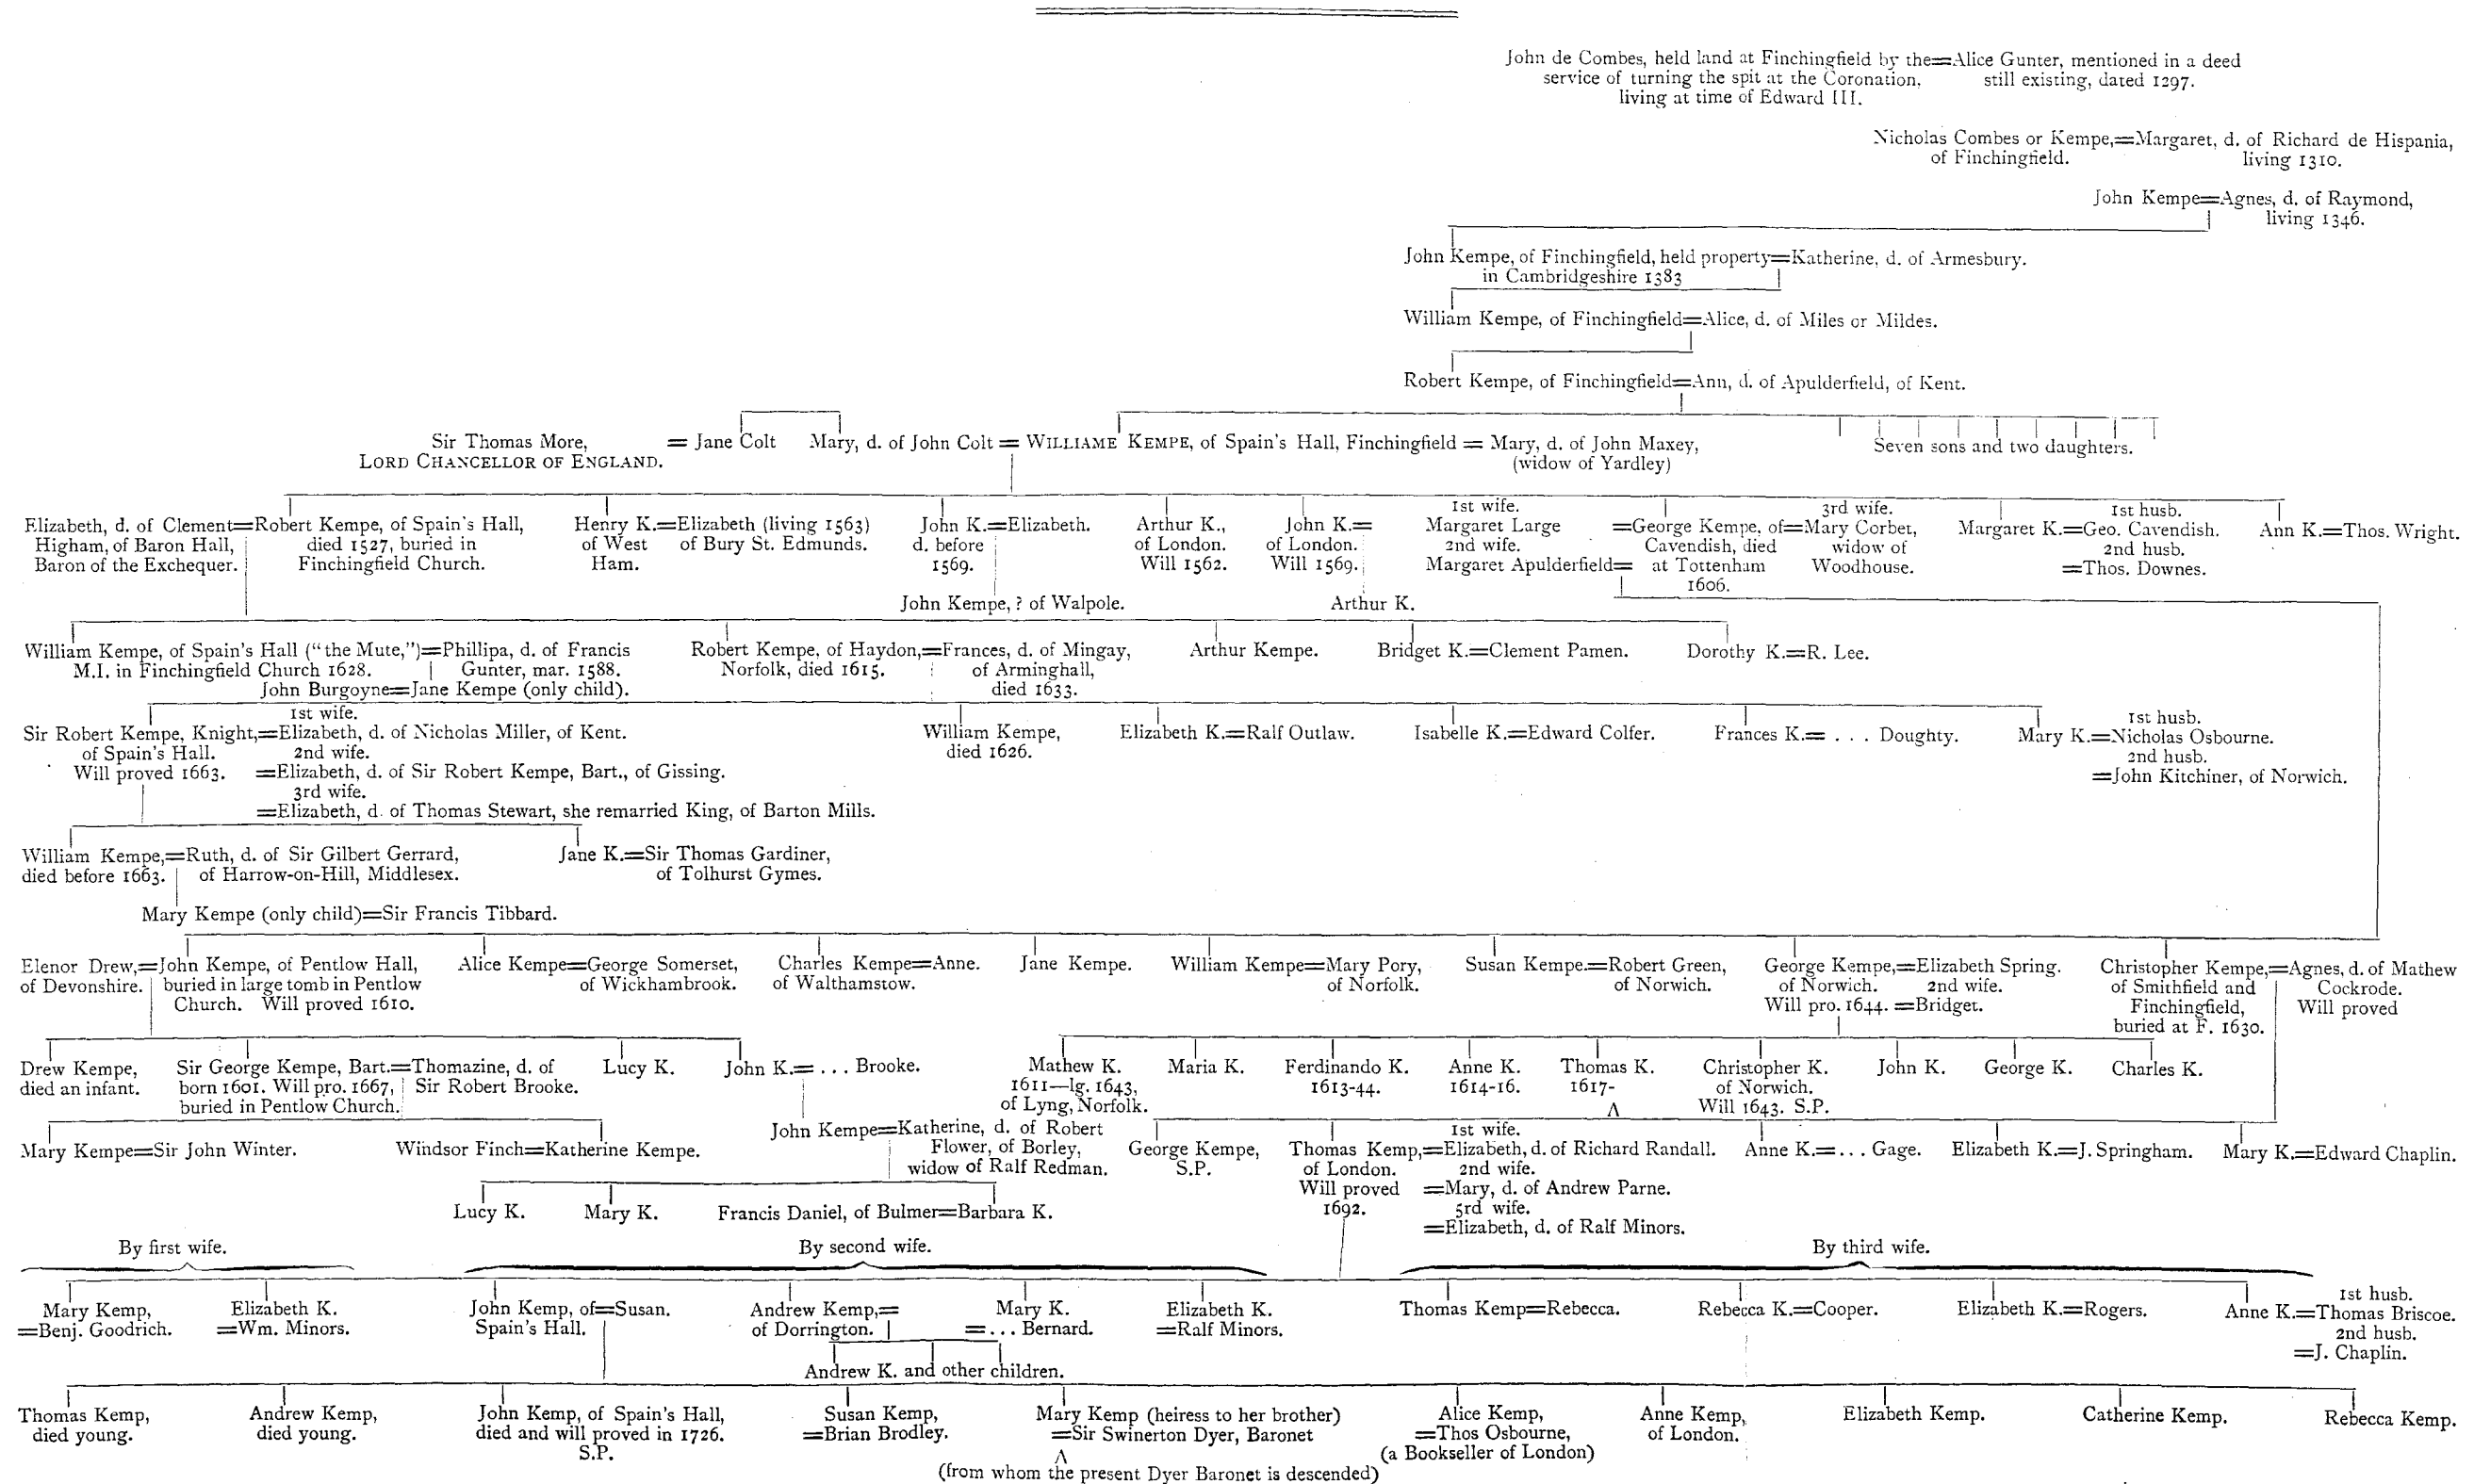 John de Combes, held land at Finchingfield by the=Alice Gunter, mentioned in a deed
service of turning the spit at the Coronation, still existing, dated 1297.
living at time of Edward III.
Nicholas Combes or Kempe,=Margaret, d. of Richard de Hispania,
of Finchingfield. living 1310.
John Kempe=Agnes, d. of Raymond,
living 1346.
John Kempe, of Finchingfield, held property=Katherine, d. of Armesbury.
in Cambridgeshire 1383
William Kempe, of Finchingfield=Alice, d. of Miles or Mildes.
Robert Kempe, of Finchingfield=Ann, d. of Apulderfield, of Kent.
Sir Thomas More, = Jane Colt Mary, d. of John Colt = WILLIAME KEMPE, of Spain's Hall, Finchingfield = Mary, d. of John Maxey, Seven sons and two daughters.
LORD CHANCELLOR OF ENGLAND. (widow of Yardley)
1st wife. 3rd wife. 1st husb.
Elizabeth, d. of Clement=Robert Kempe, of Spain's Hall, Henry K.=Elizabeth (living 1563) John K.=Elizabeth. Arthur K., John K.= Margaret Large =George Kempe, of=Mary Corbet, Margaret K.=Geo. Cavendish. Ann K.=Thos. Wright.
Higham, of Baron Hall, died 1527, buried in of West of Bury St. Edmunds. d. before of London. of London. 2nd wife. Cavendish, died widow of 2nd husb.
Baron of the Exchequer. Finchingfield Church. Ham. 1569. Will 1562. Will 1569. Margaret Apulderfield= at Tottenham Woodhouse. =Thos. Downes.
1606.
John Kempe, ? of Walpole. Arthur K.
William Kempe, of Spain's Hall ("the Mute,")=Phillipa, d. of Francis Robert Kempe, of Haydon,=Frances, d. of Mingay, Arthur Kempe. Bridget K.=Clement Pamen. Dorothy K.=R. Lee.
M.I. in Finchingfield Church 1628. Gunter, mar. 1588. Norfolk, died 1615. of Arminghall,
John Burgoyne=Jane Kempe (only child). died 1633.
1st wife. 1st husb.
Sir Robert Kempe, Knight,=Elizabeth, d. of Nicholas Miller, of Kent. William Kempe, Elizabeth K.=Ralf Outlaw. Isabelle K.=Edward Colfer. Frances K.= . . . Doughty. Mary K.=Nicholas Osbourne.
of Spain's Hall. 2nd wife. died 1626. 2nd husb.
Will proved 1663. =Elizabeth, d. of Sir Robert Kempe, Bart., of Gissing. =John Kitchiner, of Norwich.
3rd wife.
=Elizabeth, d. of Thomas Stewart, she remarried King, of Barton Mills.
William Kempe,=Ruth, d. of Sir Gilbert Gerrard, Jane K.=Sir Thomas Gardiner,
died before 1663. of Harrow-on-Hill, Middlesex. of Tolhurst Gymes.
Mary Kempe (only child)=Sir Francis Tibbard.
Elenor Drew,=John Kempe, of Pentlow Hall, Alice Kempe=George Somerset, Charles Kempe=Anne. Jane Kempe. William Kempe=Mary Pory, Susan Kempe.=Robert Green, George Kempe,=Elizabeth Spring. Christopher Kempe,=Agnes, d. of Mathew
of Devonshire. buried in large tomb in Pentlow of Wickhambrook. of Walthamstow. of Norfolk. of Norwich. of Norwich. 2nd wife. of Smithfield and Cockrode.
Church. Will proved 1610. Will pro. 1644. =Bridget. Finchingfield, Will proved
buried at F. 1630.
Drew Kempe, Sir George Kempe, Bart.=Thomazine, d. of Lucy K. John K.= . . . Brooke. Mathew K. Maria K. Ferdinando K. Anne K. Thomas K. Christopher K. John K. George K. Charles K.
died an infant. born 1601. Will pro. 1667, Sir Robert Brooke. 1611—lg. 1643, 1613-44. 1614-16. 1617- of Norwich.
buried in Pentlow Church. of Lyng, Norfolk. Λ Will 1643. S.P.
John Kempe=Katherine, d. of Robert 1st wife.
Mary Kempe=Sir John Winter. Windsor Finch=Katherine Kempe. Flower, of Borley, George Kempe, Thomas Kemp,=Elizabeth, d. of Richard Randall. Anne K.= . . . Gage. Elizabeth K.=J. Springham. Mary K.=Edward Chaplin.
widow of Ralf Redman. S.P. of London. 2nd wife.
Will proved =Mary, d. of Andrew Parne.
Lucy K. Mary K. Francis Daniel, of Bulmer=Barbara K. 1692. 5rd wife.
=Elizabeth, d. of Ralf Minors.
By first wife. By second wife. By third wife.
1st husb.
Mary Kemp, Elizabeth K. John Kemp, of=Susan. Andrew Kemp,= Mary K. Elizabeth K. Thomas Kemp=Rebecca. Rebecca K.=Cooper. Elizabeth K.=Rogers. Anne K.=Thomas Briscoe.
=Benj. Goodrich. =Wm. Minors. Spain's Hall. of Dorrington. = . . . Bernard. =Ralf Minors. 2nd husb.
=J. Chaplin.
Andrew K. and other children.
Thomas Kemp, Andrew Kemp, John Kemp, of Spain's Hall, Susan Kemp, Mary Kemp (heiress to her brother) Alice Kemp, Anne Kemp, Elizabeth Kemp. Catherine Kemp. Rebecca Kemp.
died young. died young. died and will proved in 1726. =Brian Brodley. =Sir Swinerton Dyer, Baronet =Thos Osbourne, of London.
S.P. Λ (a Bookseller of London)
(from whom the present Dyer Baronet is descended)